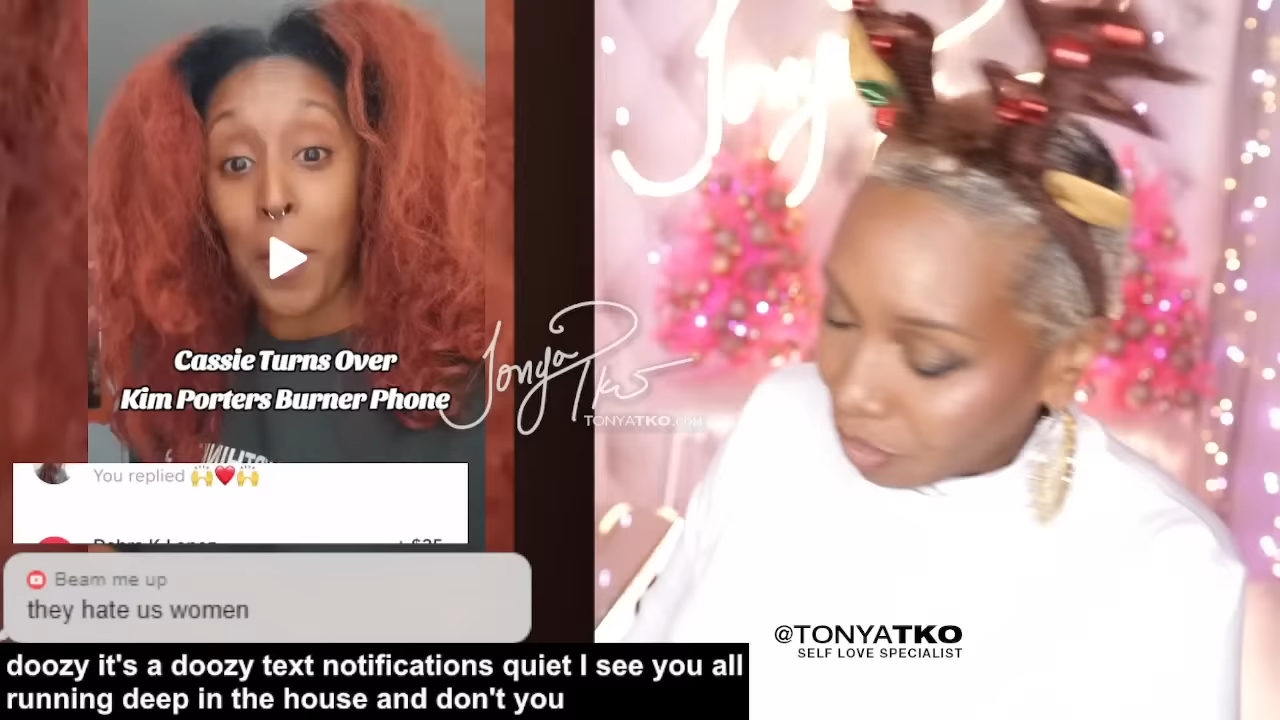 Cassie Turns Over
Kim Porters Burner Phone
You replied 🙌❤️🙌
Tonya Tko
TONYATKO.COM
Beam me up
they hate us women
doozy it's a doozy text notifications quiet I see you all
running deep in the house and don't you
@TONYATKO
SELF LOVE SPECIALIST